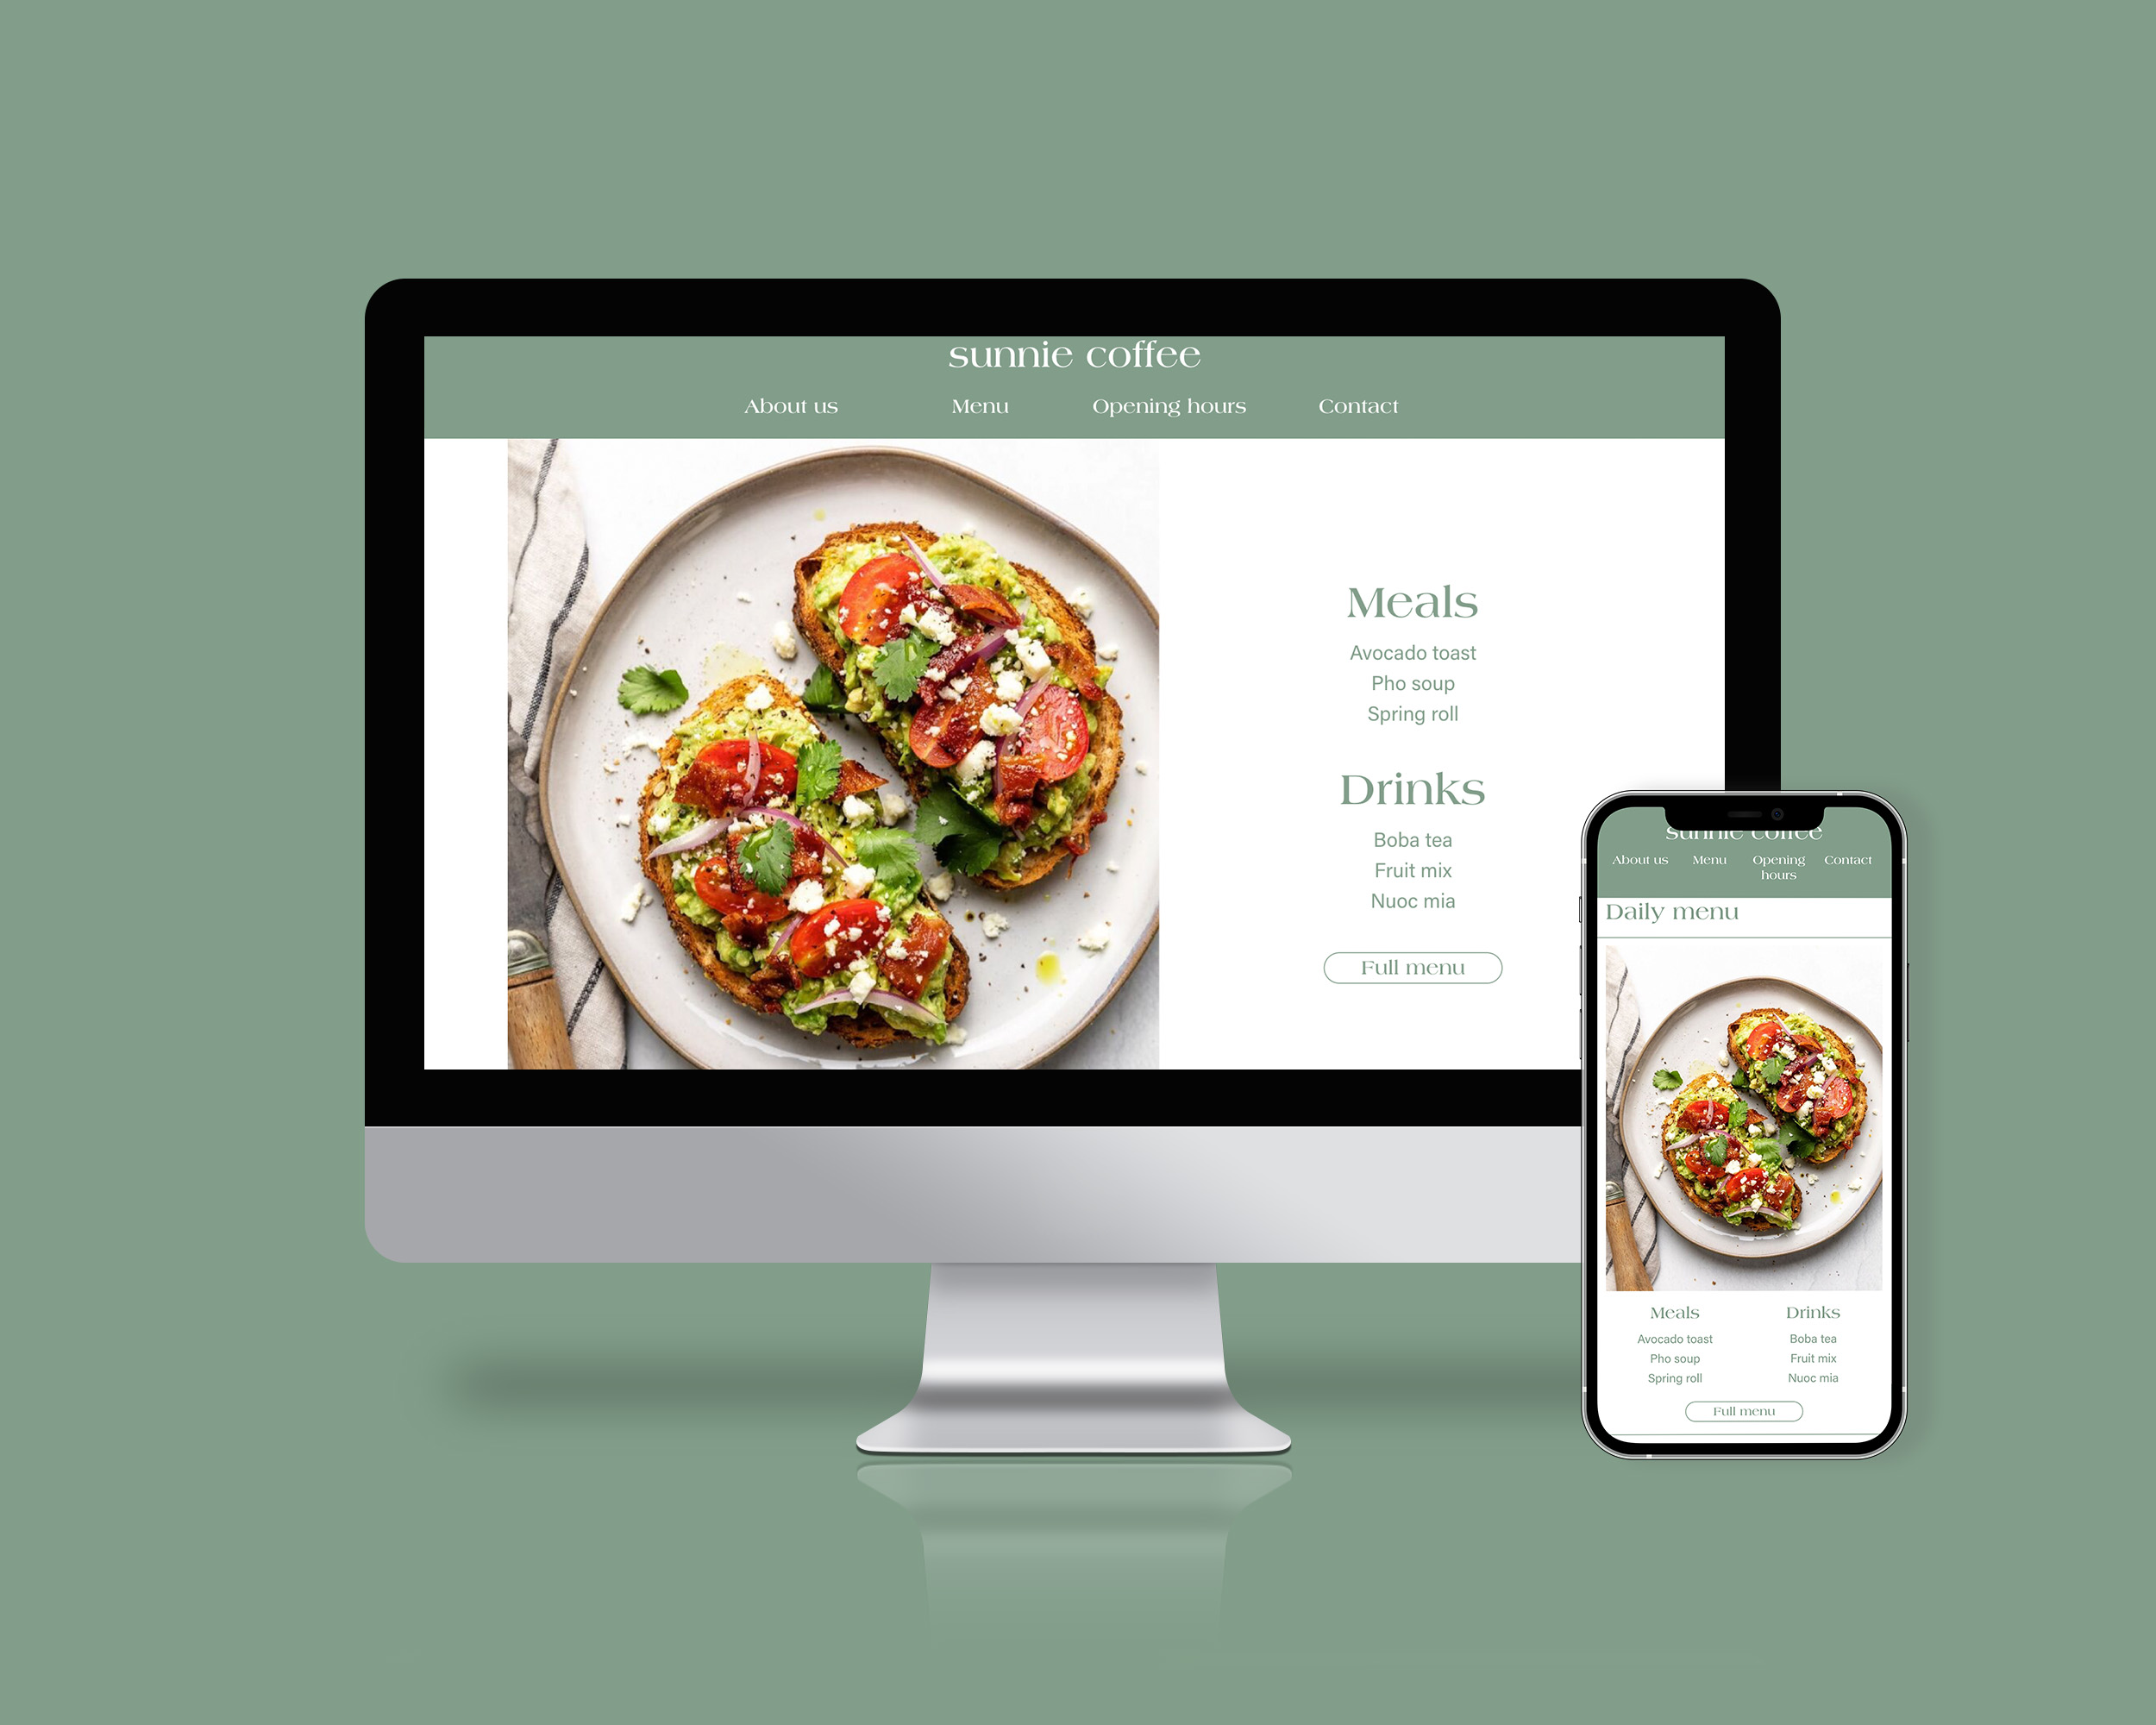 sunnie coffee
About us Menu Opening hours Contact
Meals
Avocado toast
Pho soup
Spring roll
Drinks
Boba tea
Fruit mix
Nuoc mia
Full menu
sunnie coffee
About us Menu Opening hours Contact
Daily menu
Meals
Avocado toast
Pho soup
Spring roll
Drinks
Boba tea
Fruit mix
Nuoc mia
Full menu